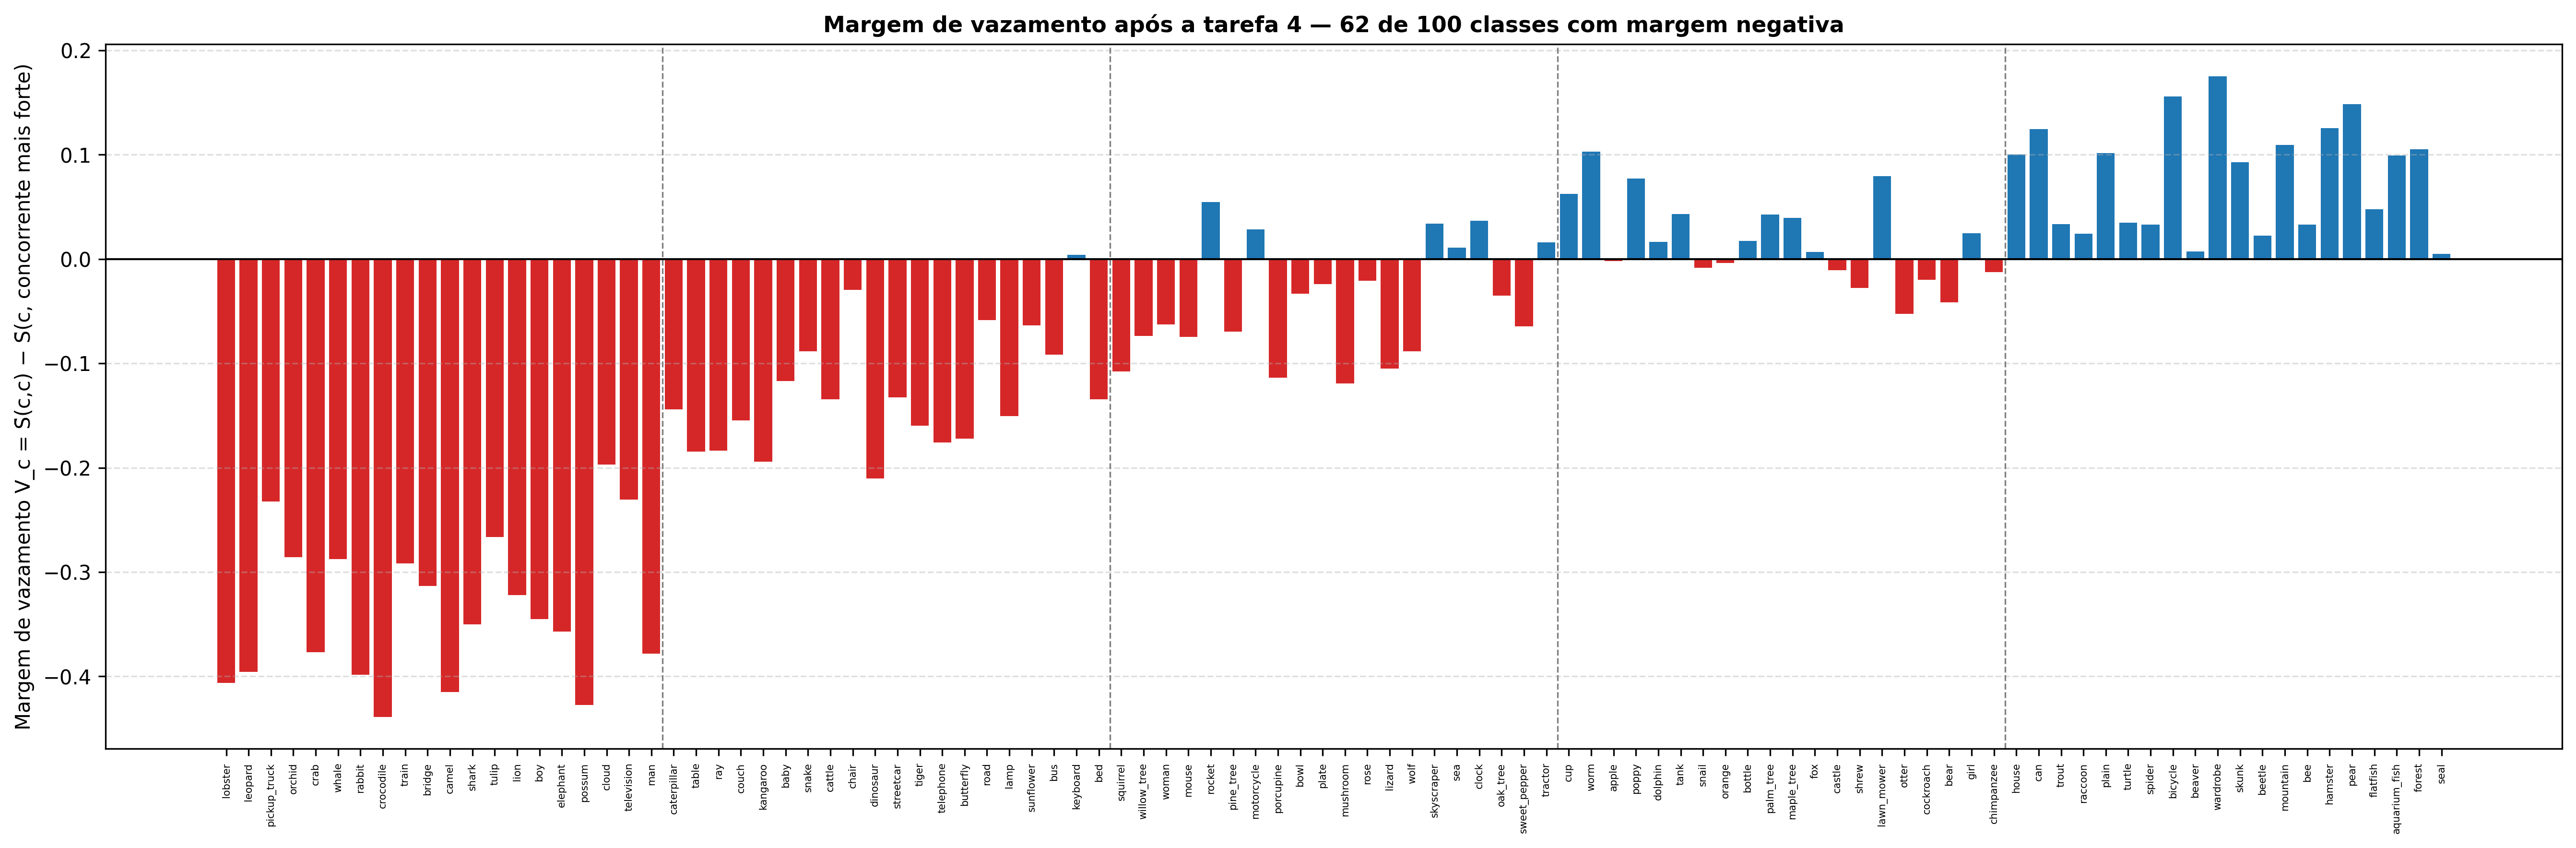 Margem de vazamento após a tarefa 4 — 62 de 100 classes com margem negativa
Margem de vazamento V_c = S(c,c) − S(c, concorrente mais forte)
0.2
0.1
0.0
−0.1
−0.2
−0.3
−0.4
lobster
leopard
pickup_truck
orchid
crab
whale
rabbit
crocodile
train
bridge
camel
shark
tulip
lion
boy
elephant
possum
cloud
television
man
caterpillar
table
ray
couch
kangaroo
baby
snake
cattle
chair
dinosaur
streetcar
tiger
telephone
butterfly
road
lamp
sunflower
bus
keyboard
bed
squirrel
willow_tree
woman
mouse
rocket
pine_tree
motorcycle
porcupine
bowl
plate
mushroom
rose
lizard
wolf
skyscraper
sea
clock
oak_tree
sweet_pepper
tractor
cup
worm
apple
poppy
dolphin
tank
snail
orange
bottle
palm_tree
maple_tree
fox
castle
shrew
lawn_mower
otter
cockroach
bear
girl
chimpanzee
house
can
trout
raccoon
plain
turtle
spider
bicycle
beaver
wardrobe
skunk
beetle
mountain
bee
hamster
pear
flatfish
aquarium_fish
forest
seal